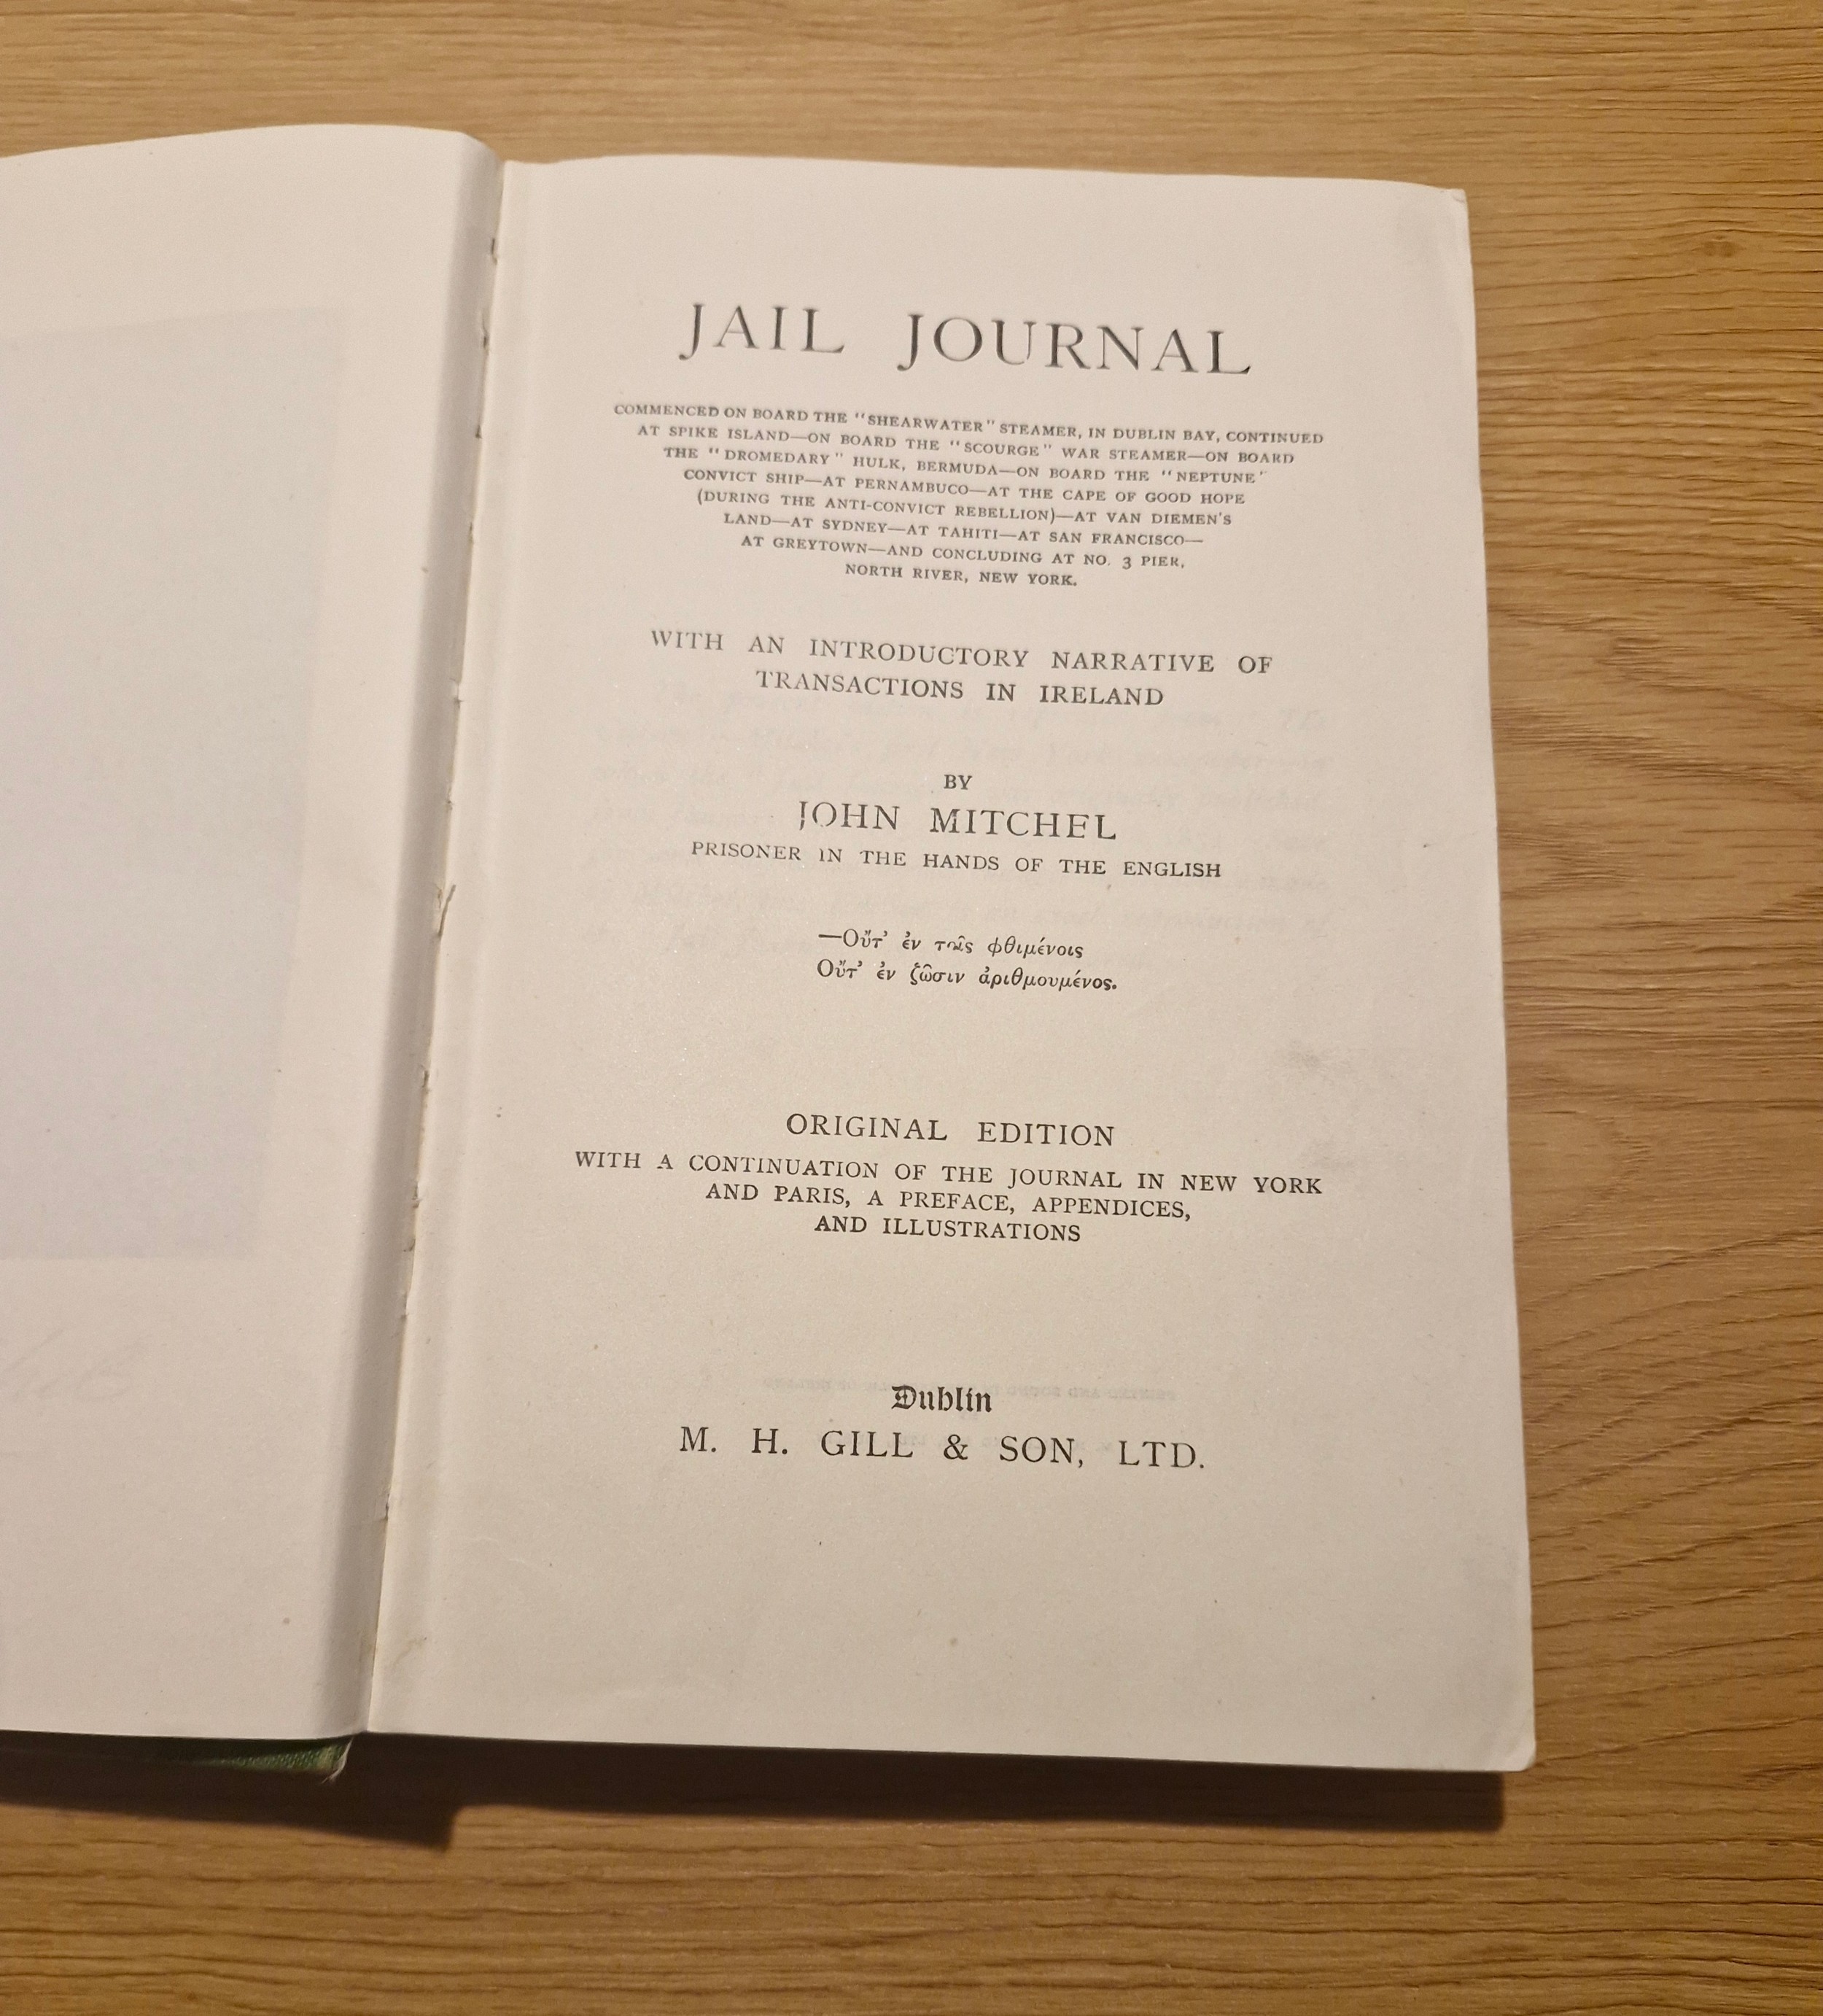 JAIL JOURNAL
COMMENCED ON BOARD THE "SHEARWATER" STEAMER, IN DUBLIN BAY, CONTINUED
AT SPIKE ISLAND—ON BOARD THE "SCOURGE" WAR STEAMER—ON BOARD
THE "DROMEDARY" HULK, BERMUDA—ON BOARD THE "NEPTUNE"
CONVICT SHIP—AT PERNAMBUCO—AT THE CAPE OF GOOD HOPE
(DURING THE ANTI-CONVICT REBELLION)—AT VAN DIEMEN'S
LAND—AT SYDNEY—AT TAHITI—AT SAN FRANCISCO—
AT GREYTOWN—AND CONCLUDING AT NO. 3 PIER,
NORTH RIVER, NEW YORK.
WITH AN INTRODUCTORY NARRATIVE OF
TRANSACTIONS IN IRELAND
BY
JOHN MITCHEL
PRISONER IN THE HANDS OF THE ENGLISH
—Οὔτ' ἐν τοῖς φθιμένοις
Οὔτ' ἐν ζῶσιν ἀριθμουμένος.
ORIGINAL EDITION
WITH A CONTINUATION OF THE JOURNAL IN NEW YORK
AND PARIS, A PREFACE, APPENDICES,
AND ILLUSTRATIONS
Dublin
M. H. GILL & SON, LTD.